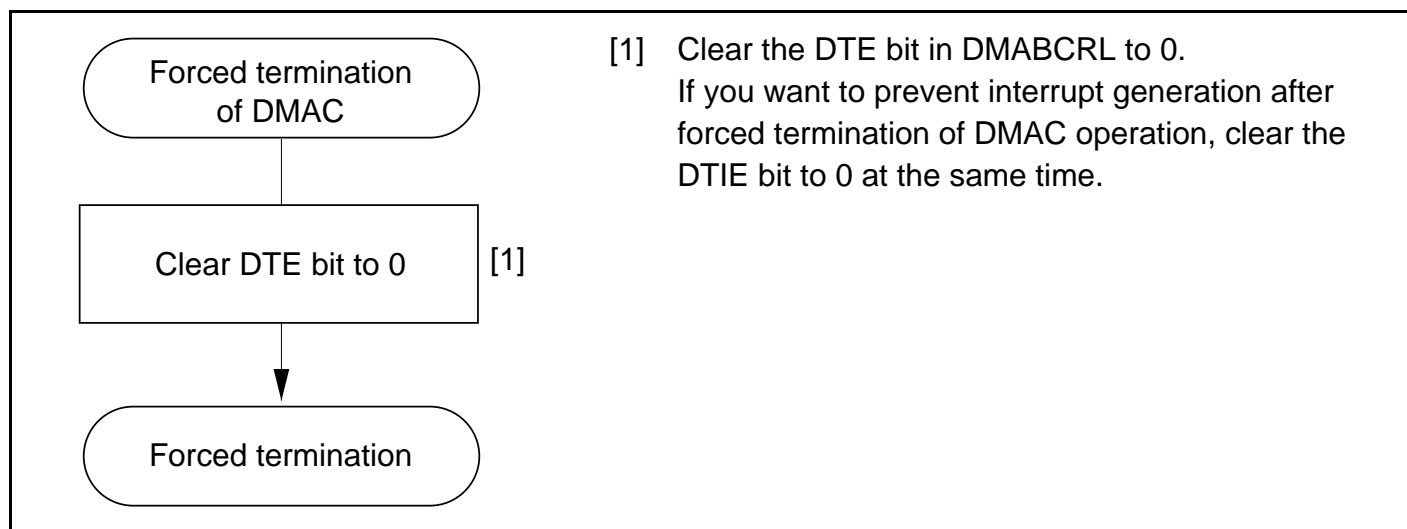 Forced termination
of DMAC
Clear DTE bit to 0
[1]
Forced termination
[1] Clear the DTE bit in DMABCRL to 0.
If you want to prevent interrupt generation after
forced termination of DMAC operation, clear the
DTIE bit to 0 at the same time.